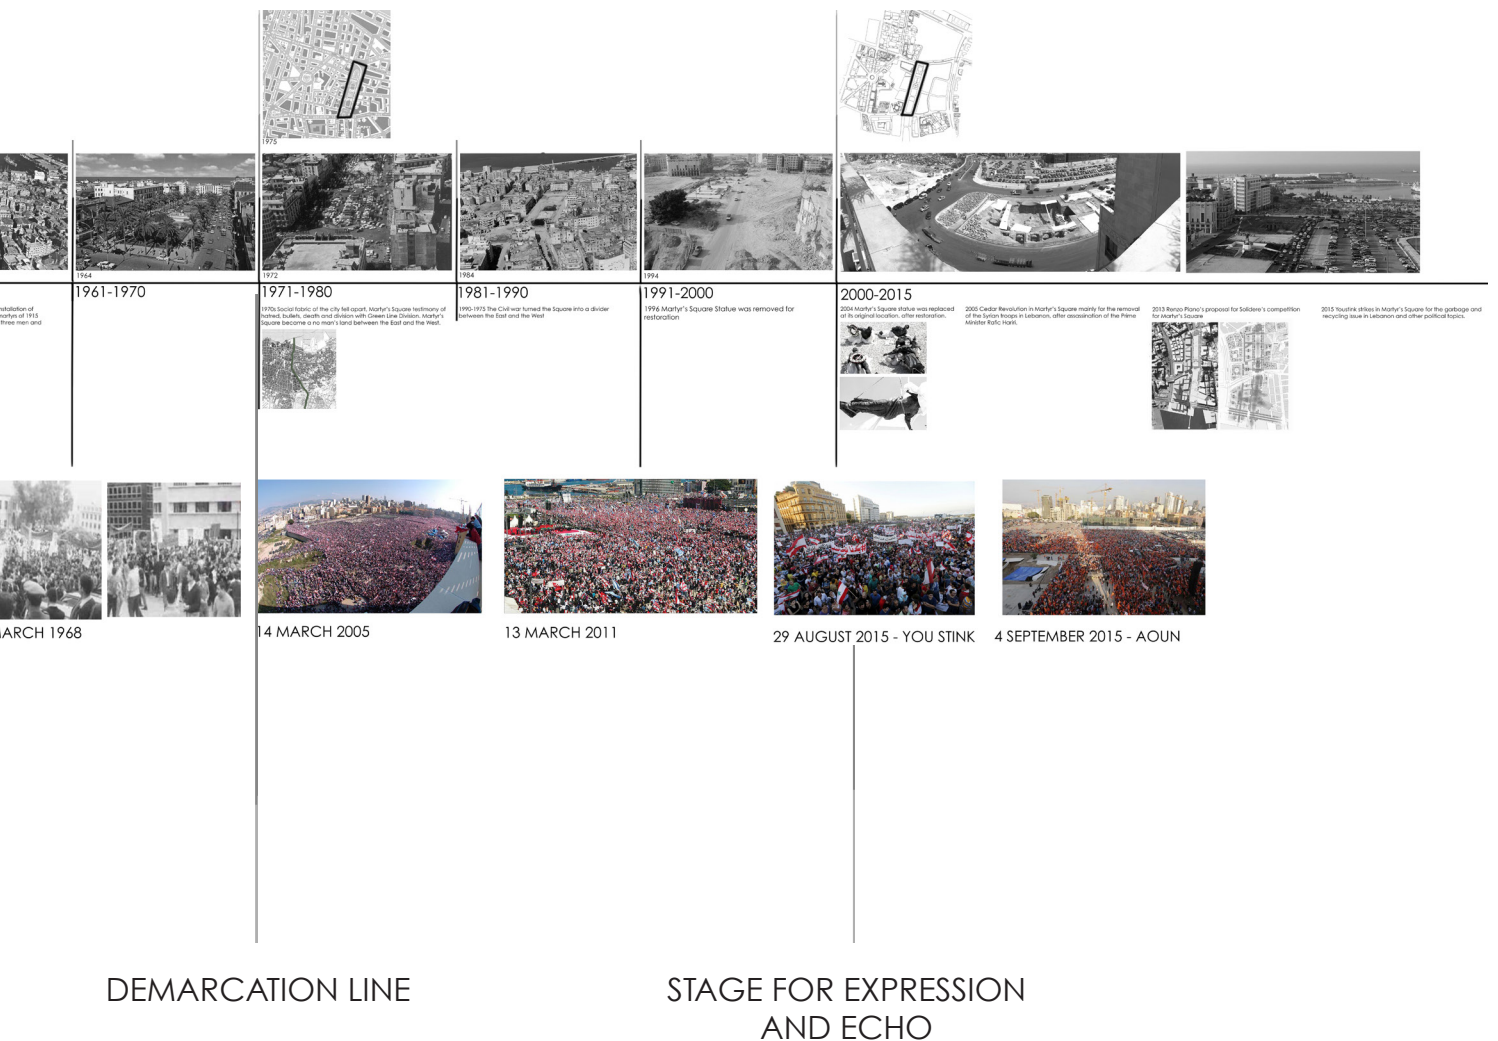 1975
1964
1972
1984
1994
1961-1970
1971-1980
1981-1990
1991-2000
2000-2015
nstallation of
martyrs of 1915
three men and
1970s Social fabric of the city fell apart, Martyr's Square testimony of
hatred, bullets, death and division with Green Line Division. Martyr's
Square become a no man's land between the East and the West.
1990-1975 The Civil war turned the Square into a divider
between the East and the West
1996 Martyr's Square Statue was removed for
restoration
2004 Martyr's Square statue was replaced
at its original location, after restoration.
2005 Cedar Revolution in Martyr's Square mainly for the removal
of the Syrian troops in Lebanon, after assassination of the Prime
Minister Rafic Hariri.
2013 Renzo Piano's proposal for Solidere's competition
for Martyr's Square
2015 Youstink strikes in Martyr's Square for the garbage and
recycling issue in Lebanon and other political topics.
ARCH 1968
14 MARCH 2005
13 MARCH 2011
29 AUGUST 2015 - YOU STINK
4 SEPTEMBER 2015 - AOUN
DEMARCATION LINE
STAGE FOR EXPRESSION
AND ECHO